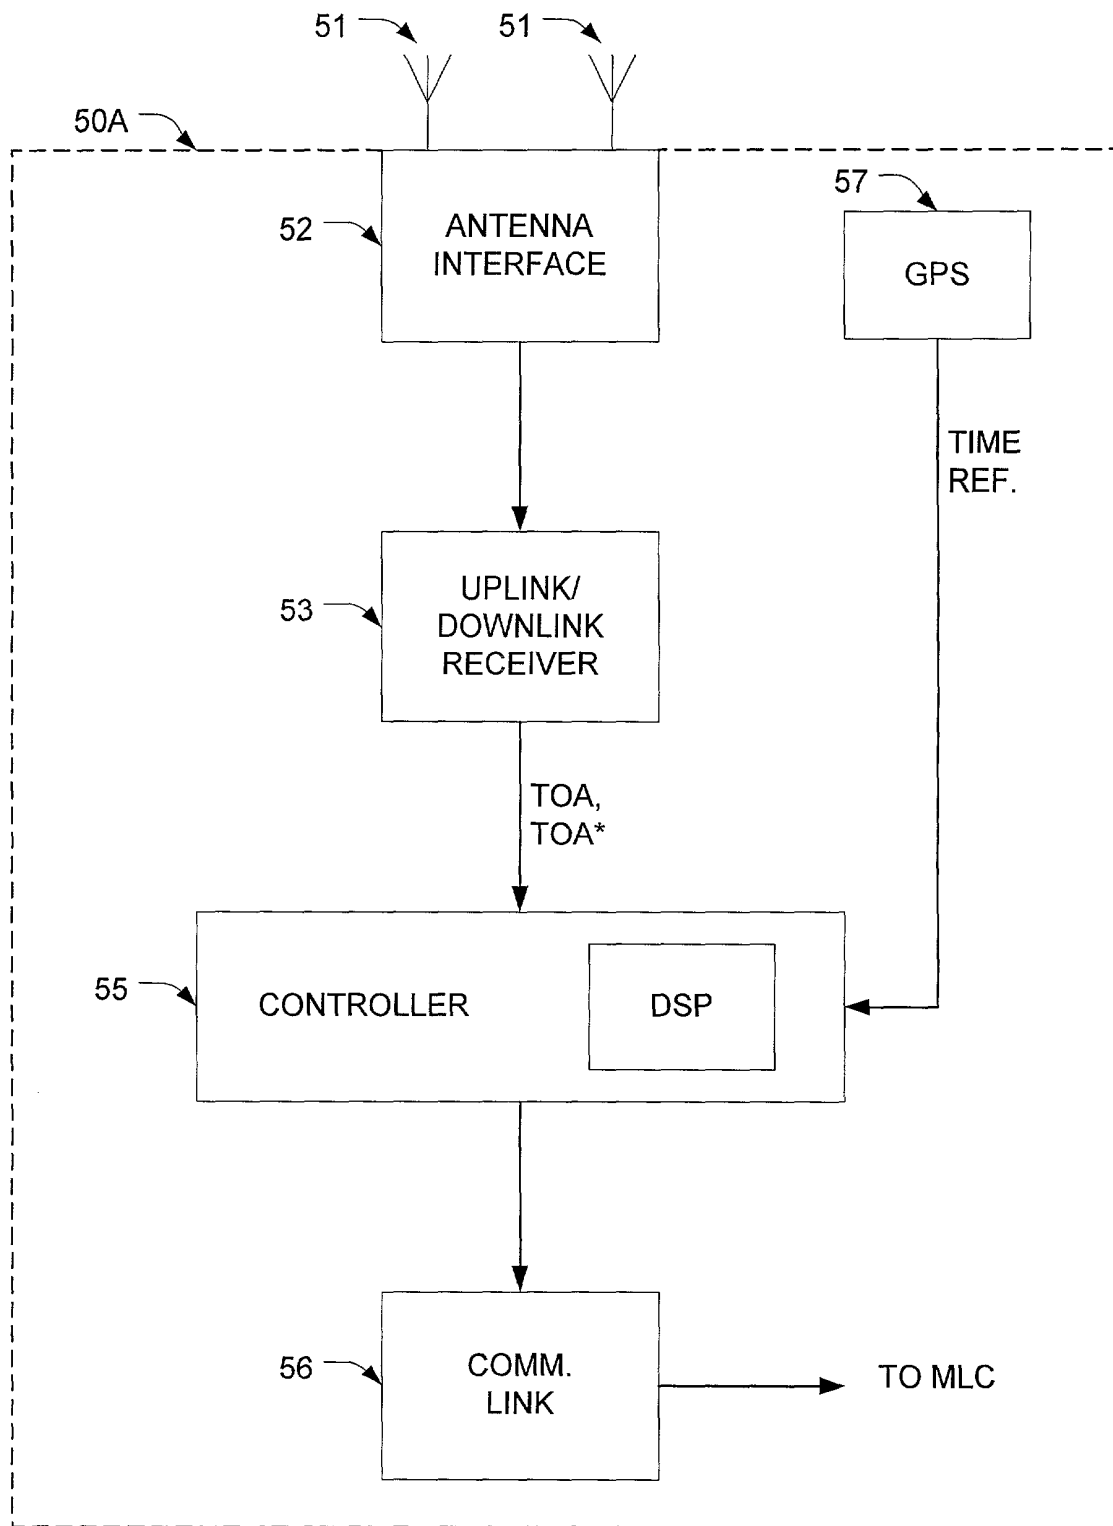 51
51
50A
57
52
ANTENNA
INTERFACE
GPS
TIME
REF.
53
UPLINK/
DOWNLINK
RECEIVER
TOA,
TOA*
55
CONTROLLER
DSP
56
COMM.
LINK
TO MLC